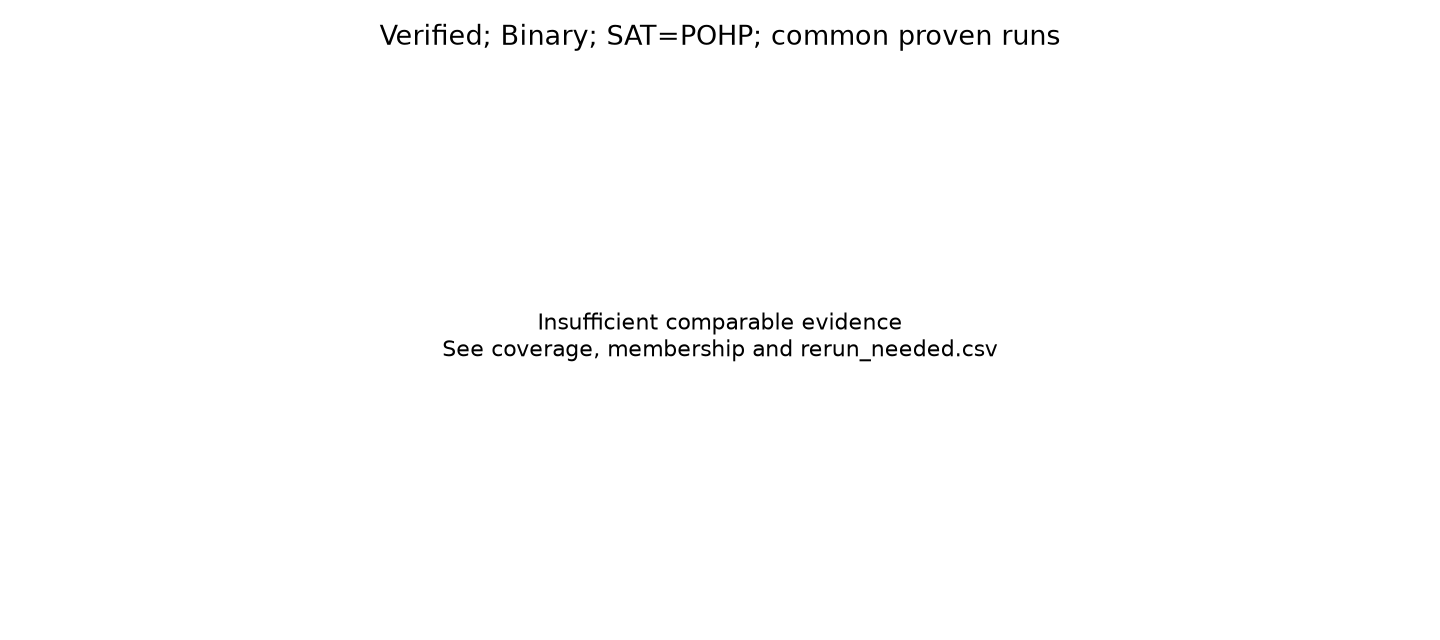 Verified; Binary; SAT=POHP; common proven runs
Insufficient comparable evidence
See coverage, membership and rerun_needed.csv